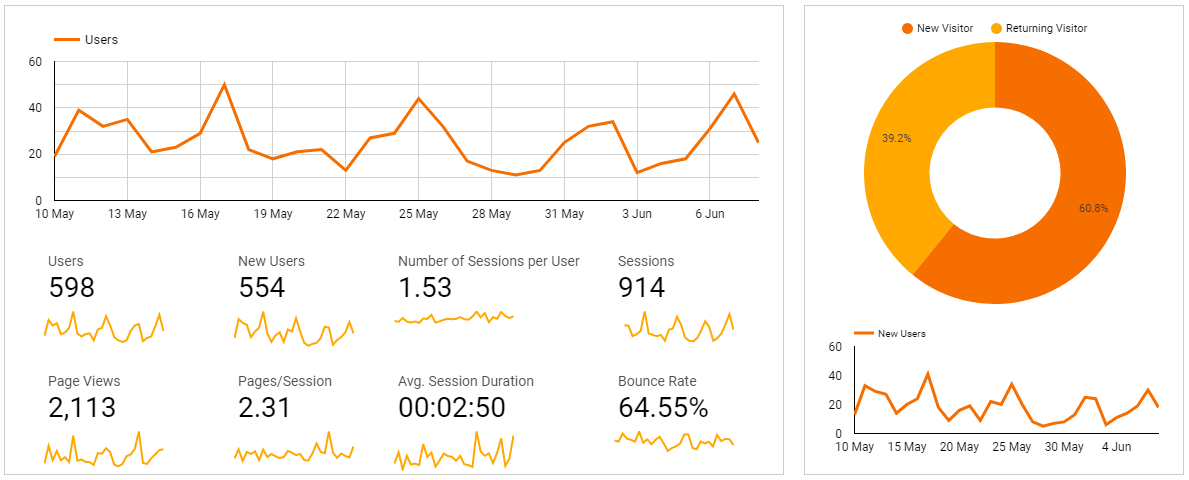 Users
60
40
20
0
10 May 13 May 16 May 19 May 22 May 25 May 28 May 31 May 3 Jun 6 Jun
Users New Users Number of Sessions per User Sessions
598 554 1.53 914
Page Views Pages/Session Avg. Session Duration Bounce Rate
2,113 2.31 00:02:50 64.55%
New Visitor Returning Visitor
39.2%
60.8%
New Users
60
40
20
0
10 May 15 May 20 May 25 May 30 May 4 Jun